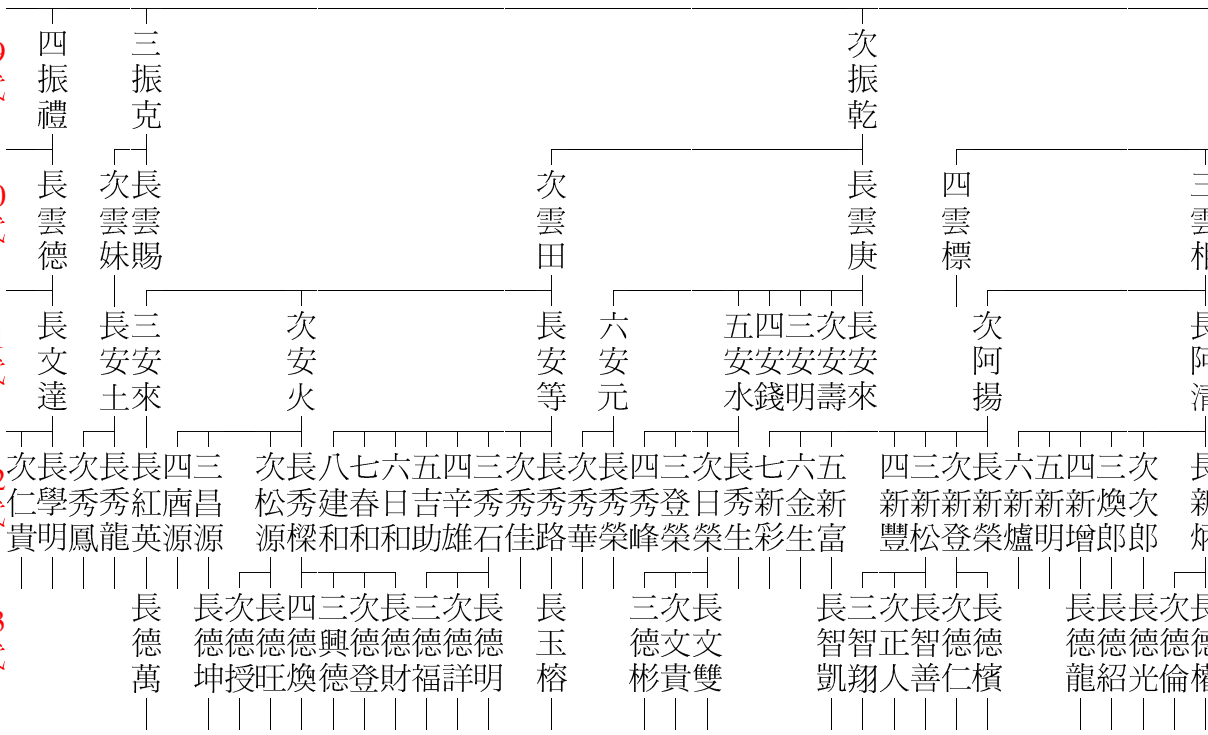 四振禮
三振克
次振乾
長雲德
次雲妹
長雲賜
次雲田
長雲庚
四雲標
長文達
長安土
三安來
次安火
長安等
六安元
五安水
四安錢
三安明
次安壽
長安來
次阿揚
次仁貴
長學明
次秀鳳
長秀龍
長紅英
四㢠源
三昌源
次松源
長秀樑
八建和
七春和
六日和
五吉助
四辛雄
三秀石
次秀佳
長秀路
次秀華
長秀榮
四秀峰
三登榮
次日榮
長秀生
七新彩
六金生
五新富
四新豐
三新松
次新登
長新榮
六新爐
五新明
四新增
三煥郎
次次郎
長德萬
長德坤
次德授
長德旺
四德煥
三興德
次德登
長德財
三德福
次德詳
長德明
長玉榕
三德彬
次文貴
長文雙
長智凱
三智翔
次正人
長智善
次德仁
長德檳
長德龍
長德紹
長德光
次德倫